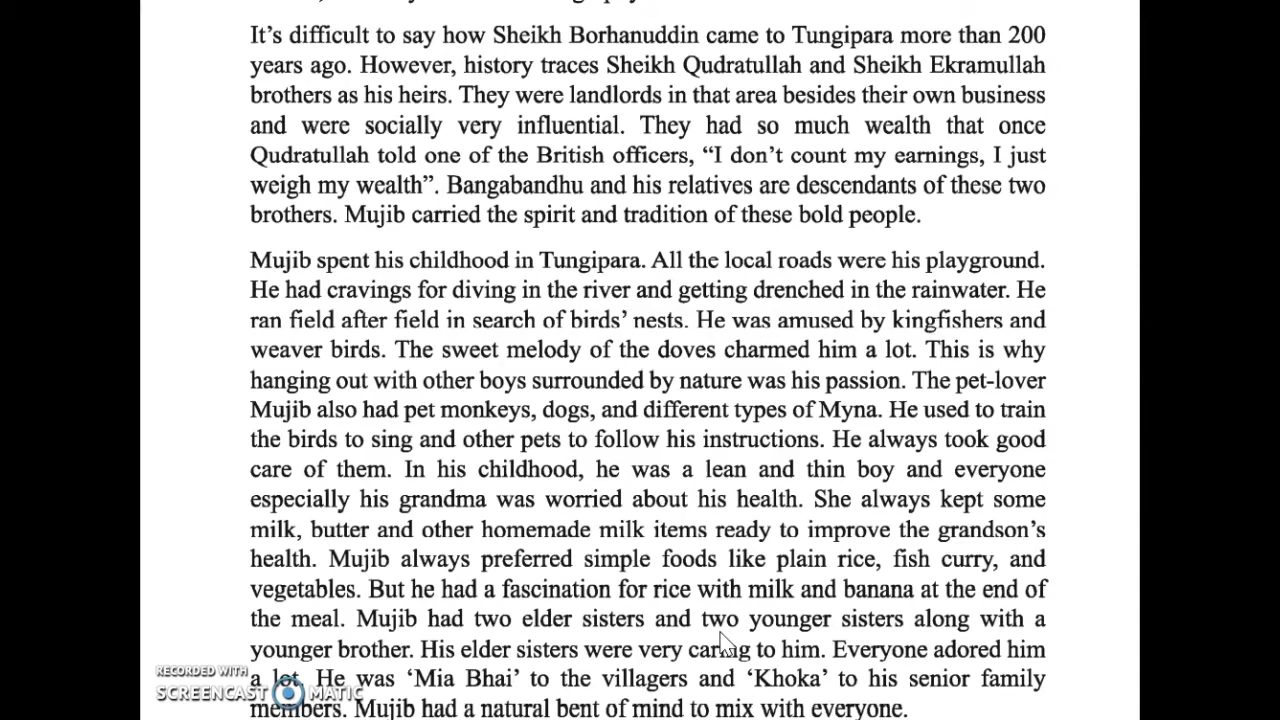 It's difficult to say how Sheikh Borhanuddin came to Tungipara more than 200
years ago. However, history traces Sheikh Qudratullah and Sheikh Ekramullah
brothers as his heirs. They were landlords in that area besides their own business
and were socially very influential. They had so much wealth that once
Qudratullah told one of the British officers, “I don't count my earnings, I just
weigh my wealth”. Bangabandhu and his relatives are descendants of these two
brothers. Mujib carried the spirit and tradition of these bold people.
Mujib spent his childhood in Tungipara. All the local roads were his playground.
He had cravings for diving in the river and getting drenched in the rainwater. He
ran field after field in search of birds' nests. He was amused by kingfishers and
weaver birds. The sweet melody of the doves charmed him a lot. This is why
hanging out with other boys surrounded by nature was his passion. The pet-lover
Mujib also had pet monkeys, dogs, and different types of Myna. He used to train
the birds to sing and other pets to follow his instructions. He always took good
care of them. In his childhood, he was a lean and thin boy and everyone
especially his grandma was worried about his health. She always kept some
milk, butter and other homemade milk items ready to improve the grandson's
health. Mujib always preferred simple foods like plain rice, fish curry, and
vegetables. But he had a fascination for rice with milk and banana at the end of
the meal. Mujib had two elder sisters and two younger sisters along with a
younger brother. His elder sisters were very caring to him. Everyone adored him
a lot. He was ‘Mia Bhai’ to the villagers and ‘Khoka’ to his senior family
members. Mujib had a natural bent of mind to mix with everyone.
RECORDED WITH
SCREENCAST MATIC